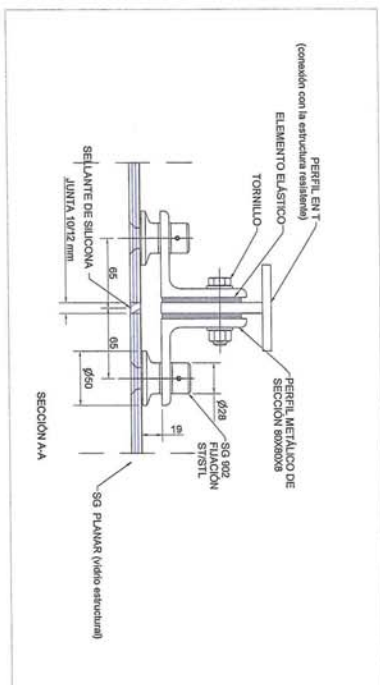 PERFIL EN T
(conexión con la estructura resistente)
ELEMENTO ELÁSTICO
TORNILLO
PERFIL METÁLICO DE
SECCIÓN 80X80X8
Ø28
SG 902
FIJACIÓN
ST/STL
19
65
65
Ø50
SELLANTE DE SILICONA
JUNTA 10/12 mm
SECCIÓN A-A
SG PLANAR (vidrio estructural)